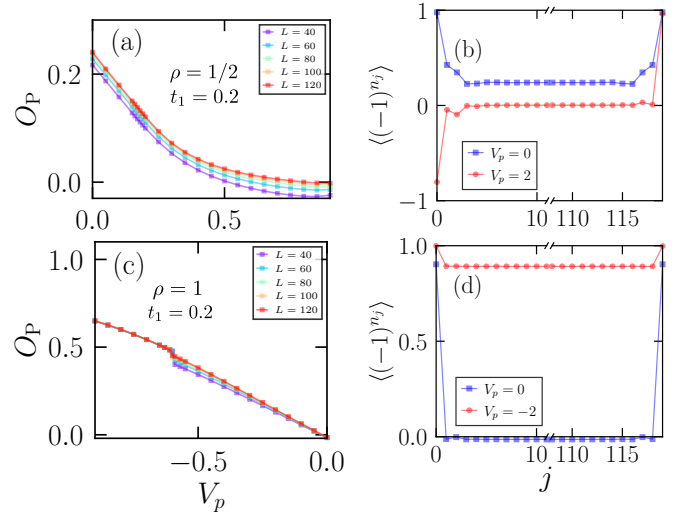 (a)
ρ = 1/2
t₁ = 0.2
L = 40
L = 60
L = 80
L = 100
L = 120
O_P
0.2
0.0
0.0
0.5
(b)
⟨(−1)^{n_j}⟩
1
0
−1
V_p = 0
V_p = 2
0
10
110
115
(c)
ρ = 1
t₁ = 0.2
L = 40
L = 60
L = 80
L = 100
L = 120
O_P
1.0
0.5
0.0
−0.5
0.0
V_p
(d)
⟨(−1)^{n_j}⟩
1.0
0.5
0.0
V_p = 0
V_p = −2
0
10
110
115
j